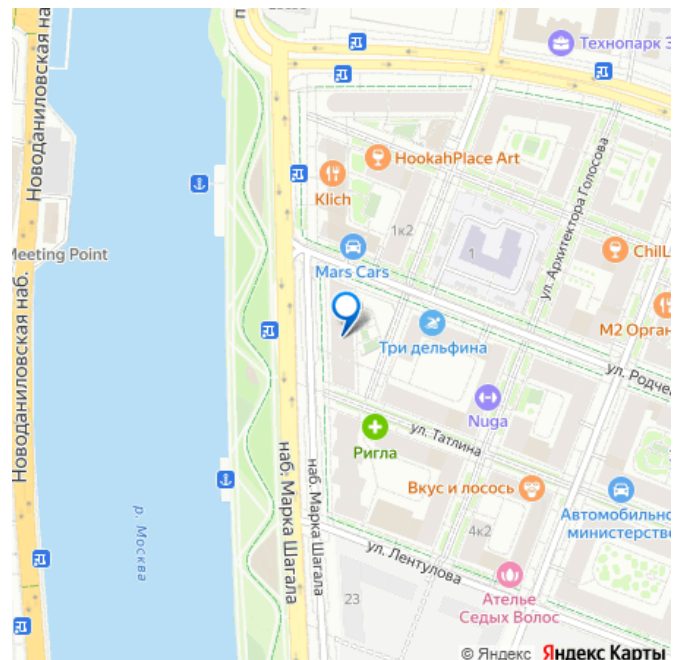 Технопарк З
Новоданиловская на
HookahPlace Art
Klich
ул. Архитектора Голосова
1к2
1
ChilL
Meeting Point
Mars Cars
М2 Орган
Три дельфина
ул. Родче
Новоданиловская наб.
Nuga
ул. Татлина
Ригла
наб. Марка Шагала
наб. Марка Шагала
Вкус и лосось
р. Москва
Автомобильно
министерство
4к2
ул. Лентулова
Ателье
Седых Волос
23
© Яндекс Яндекс Карты